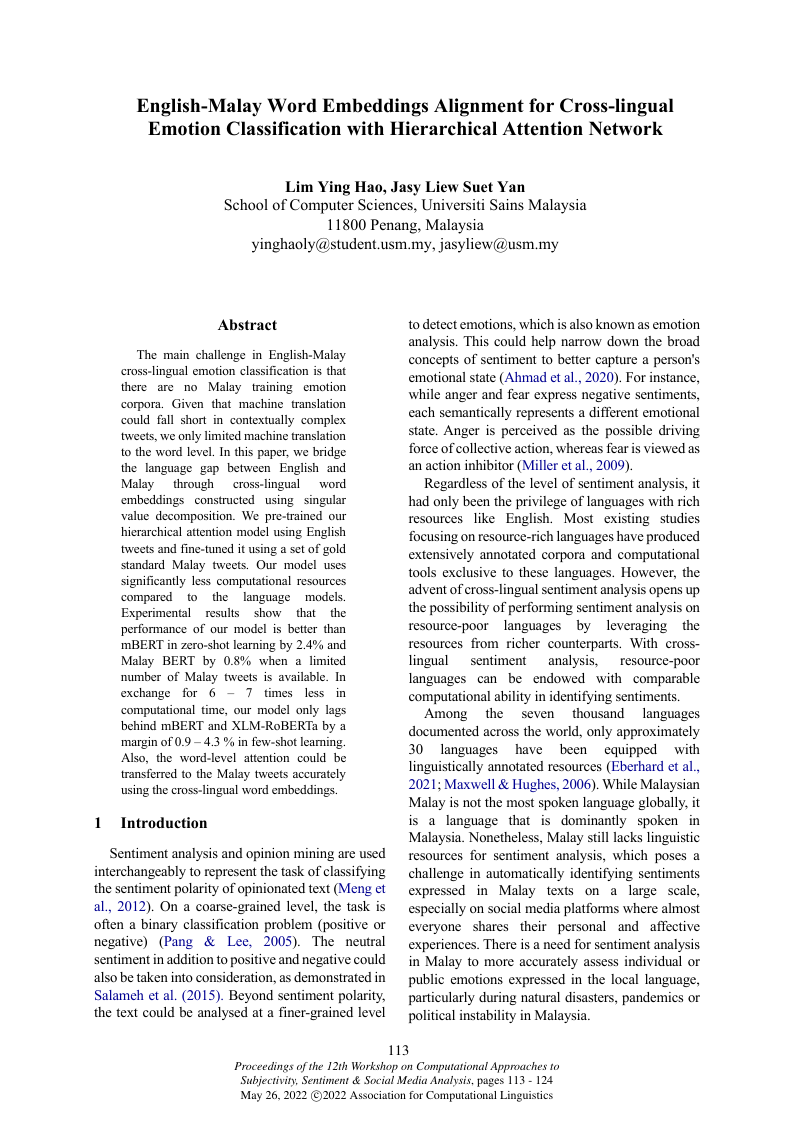 English-Malay Word Embeddings Alignment for Cross-lingual
Emotion Classification with Hierarchical Attention Network
Lim Ying Hao, Jasy Liew Suet Yan
School of Computer Sciences, Universiti Sains Malaysia
11800 Penang, Malaysia
yinghaoly@student.usm.my, jasyliew@usm.my
Abstract
The main challenge in English-Malay
cross-lingual emotion classification is that
there are no Malay training emotion
corpora. Given that machine translation
could fall short in contextually complex
tweets, we only limited machine translation
to the word level. In this paper, we bridge
the language gap between English and
Malay through cross-lingual word
embeddings constructed using singular
value decomposition. We pre-trained our
hierarchical attention model using English
tweets and fine-tuned it using a set of gold
standard Malay tweets. Our model uses
significantly less computational resources
compared to the language models.
Experimental results show that the
performance of our model is better than
mBERT in zero-shot learning by 2.4% and
Malay BERT by 0.8% when a limited
number of Malay tweets is available. In
exchange for 6 – 7 times less in
computational time, our model only lags
behind mBERT and XLM-RoBERTa by a
margin of 0.9 – 4.3 % in few-shot learning.
Also, the word-level attention could be
transferred to the Malay tweets accurately
using the cross-lingual word embeddings.
1 Introduction
Sentiment analysis and opinion mining are used
interchangeably to represent the task of classifying
the sentiment polarity of opinionated text (Meng et
al., 2012). On a coarse-grained level, the task is
often a binary classification problem (positive or
negative) (Pang & Lee, 2005). The neutral
sentiment in addition to positive and negative could
also be taken into consideration, as demonstrated in
Salameh et al. (2015). Beyond sentiment polarity,
the text could be analysed at a finer-grained level
to detect emotions, which is also known as emotion
analysis. This could help narrow down the broad
concepts of sentiment to better capture a person's
emotional state (Ahmad et al., 2020). For instance,
while anger and fear express negative sentiments,
each semantically represents a different emotional
state. Anger is perceived as the possible driving
force of collective action, whereas fear is viewed as
an action inhibitor (Miller et al., 2009).
Regardless of the level of sentiment analysis, it
had only been the privilege of languages with rich
resources like English. Most existing studies
focusing on resource-rich languages have produced
extensively annotated corpora and computational
tools exclusive to these languages. However, the
advent of cross-lingual sentiment analysis opens up
the possibility of performing sentiment analysis on
resource-poor languages by leveraging the
resources from richer counterparts. With cross-
lingual sentiment analysis, resource-poor
languages can be endowed with comparable
computational ability in identifying sentiments.
Among the seven thousand languages
documented across the world, only approximately
30 languages have been equipped with
linguistically annotated resources (Eberhard et al.,
2021; Maxwell & Hughes, 2006). While Malaysian
Malay is not the most spoken language globally, it
is a language that is dominantly spoken in
Malaysia. Nonetheless, Malay still lacks linguistic
resources for sentiment analysis, which poses a
challenge in automatically identifying sentiments
expressed in Malay texts on a large scale,
especially on social media platforms where almost
everyone shares their personal and affective
experiences. There is a need for sentiment analysis
in Malay to more accurately assess individual or
public emotions expressed in the local language,
particularly during natural disasters, pandemics or
political instability in Malaysia.
113
Proceedings of the 12th Workshop on Computational Approaches to
Subjectivity, Sentiment & Social Media Analysis, pages 113 - 124
May 26, 2022 ©2022 Association for Computational Linguistics